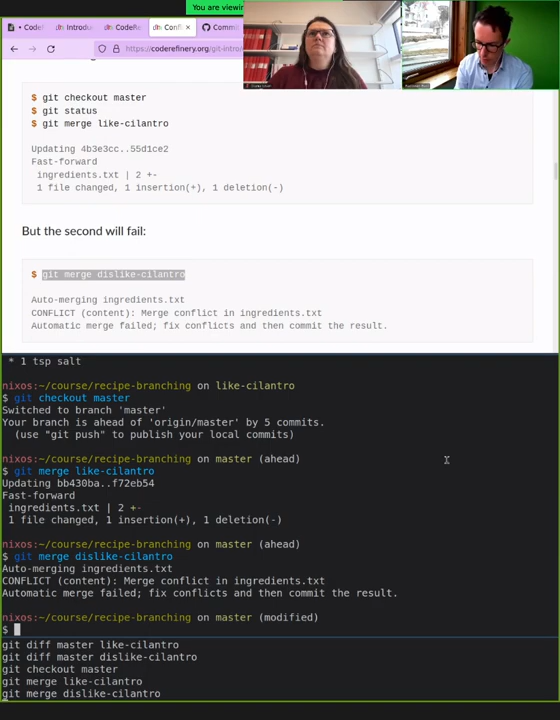 You are viewin
Code!
Introdu
CodeRe
Confli
Commit
https://coderefinery.org/git-intro/
$ git checkout master
$ git status
$ git merge like-cilantro
Updating 4b3e3cc..55d1ce2
Fast-forward
ingredients.txt | 2 +-
1 file changed, 1 insertion(+), 1 deletion(-)
But the second will fail:
$ git merge dislike-cilantro
Auto-merging ingredients.txt
CONFLICT (content): Merge conflict in ingredients.txt
Automatic merge failed; fix conflicts and then commit the result.
* 1 tsp salt
nixos:~/course/recipe-branching on like-cilantro
$ git checkout master
Switched to branch 'master'
Your branch is ahead of 'origin/master' by 5 commits.
(use "git push" to publish your local commits)
nixos:~/course/recipe-branching on master (ahead)
$ git merge like-cilantro
Updating bb430ba..f72eb54
Fast-forward
ingredients.txt | 2 +-
1 file changed, 1 insertion(+), 1 deletion(-)
nixos:~/course/recipe-branching on master (ahead)
$ git merge dislike-cilantro
Auto-merging ingredients.txt
CONFLICT (content): Merge conflict in ingredients.txt
Automatic merge failed; fix conflicts and then commit the result.
nixos:~/course/recipe-branching on master (modified)
$
git diff master like-cilantro
git diff master dislike-cilantro
git checkout master
git merge like-cilantro
git merge dislike-cilantro